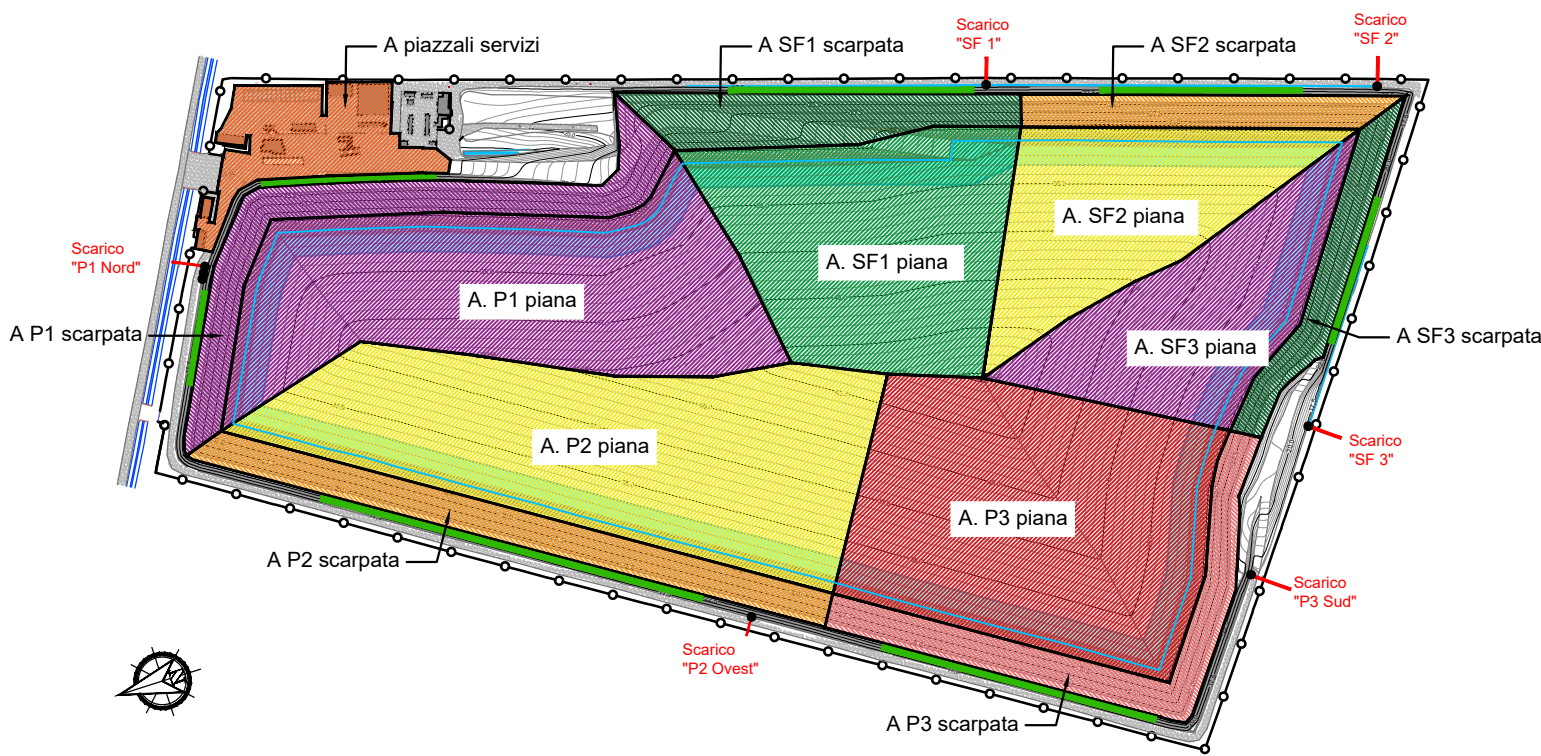 Scarico
"SF 1"
Scarico
"SF 2"
A piazzali servizi
A SF1 scarpata
A SF2 scarpata
A. SF2 piana
Scarico
"P1 Nord"
A. SF1 piana
A. P1 piana
A P1 scarpata
A. SF3 piana
A SF3 scarpata
A. P2 piana
Scarico
"SF 3"
A. P3 piana
A P2 scarpata
Scarico
"P3 Sud"
Scarico
"P2 Ovest"
A P3 scarpata